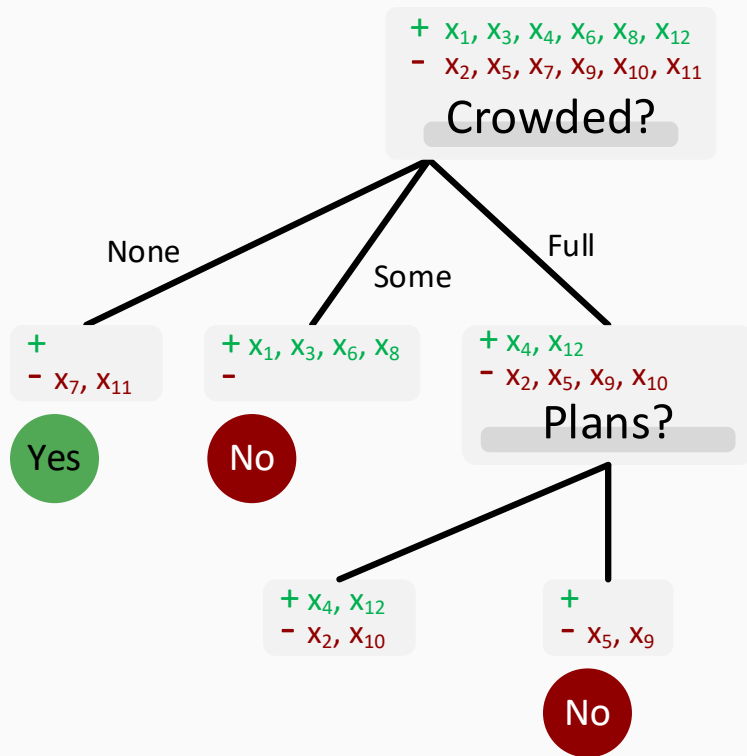 + x₁, x₃, x₄, x₆, x₈, x₁₂
- x₂, x₅, x₇, x₉, x₁₀, x₁₁
Crowded?
None
Some
Full
+
- x₇, x₁₁
Yes
+ x₁, x₃, x₆, x₈
-
No
+ x₄, x₁₂
- x₂, x₅, x₉, x₁₀
Plans?
+ x₄, x₁₂
- x₂, x₁₀
+
- x₅, x₉
No